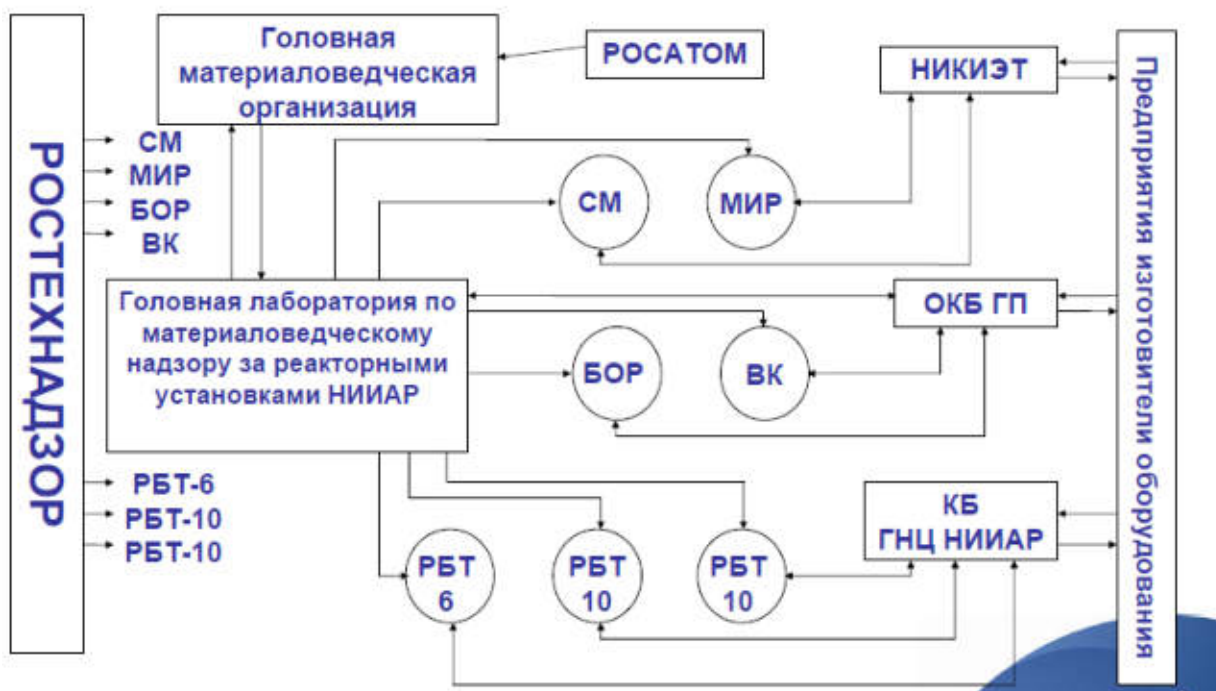 РОСТЕХНАДЗОР
Головная
материаловедческая
организация
РОСАТОМ
НИКИЭТ
СМ
МИР
БОР
ВК
СМ
МИР
Головная лаборатория по
материаловедческому
надзору за реакторными
установками НИИАР
ОКБ ГП
БОР
ВК
РБТ-6
РБТ-10
РБТ-10
РБТ
6
РБТ
10
РБТ
10
КБ
ГНЦ НИИАР
Предприятия изготовители оборудования